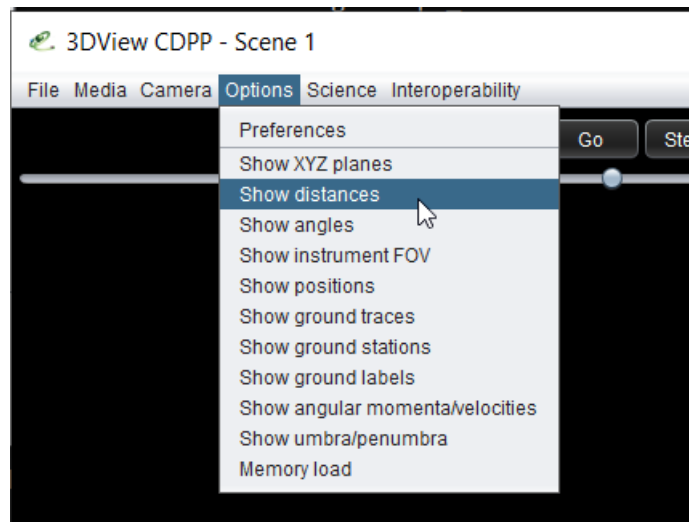 3DView CDPP - Scene 1
File Media Camera Options Science Interoperability
Preferences
Go
Show XYZ planes
Show distances
Show angles
Show instrument FOV
Show positions
Show ground traces
Show ground stations
Show ground labels
Show angular momenta/velocities
Show umbra/penumbra
Memory load